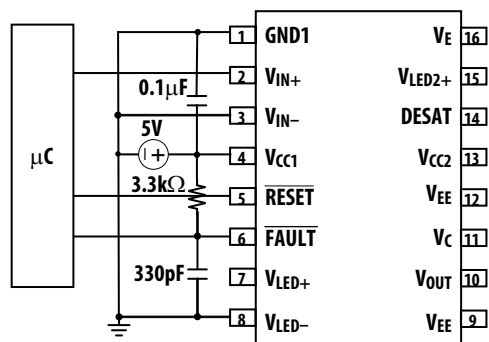 μC
0.1μF
5V
3.3kΩ
330pF
1 GND1
2 VIN+
3 VIN–
4 VCC1
5 RESET
6 FAULT
7 VLED+
8 VLED–
VE 16
VLED2+ 15
DESAT 14
VCC2 13
VEE 12
VC 11
VOUT 10
VEE 9